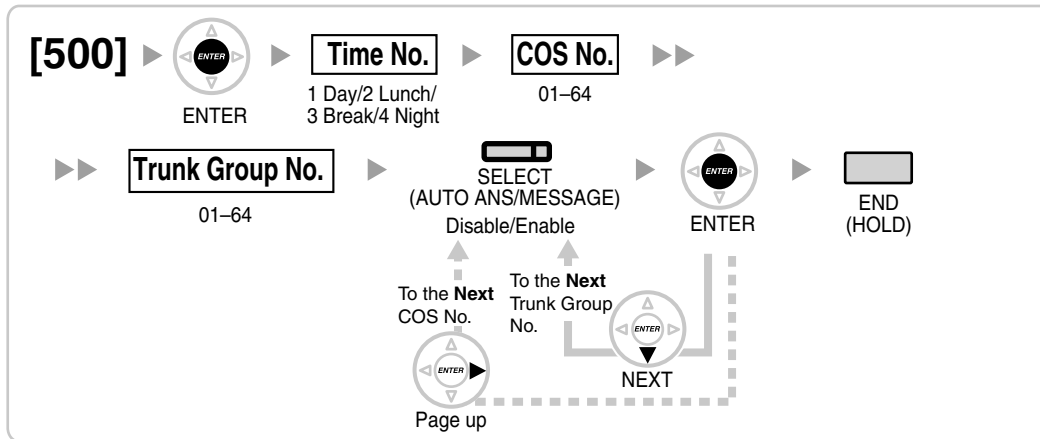 [500]
ENTER
ENTER
Time No.
1 Day/2 Lunch/
3 Break/4 Night
COS No.
01–64
Trunk Group No.
01–64
SELECT
(AUTO ANS/MESSAGE)
Disable/Enable
ENTER
ENTER
END
(HOLD)
To the Next
COS No.
To the Next
Trunk Group
No.
ENTER
NEXT
ENTER
Page up